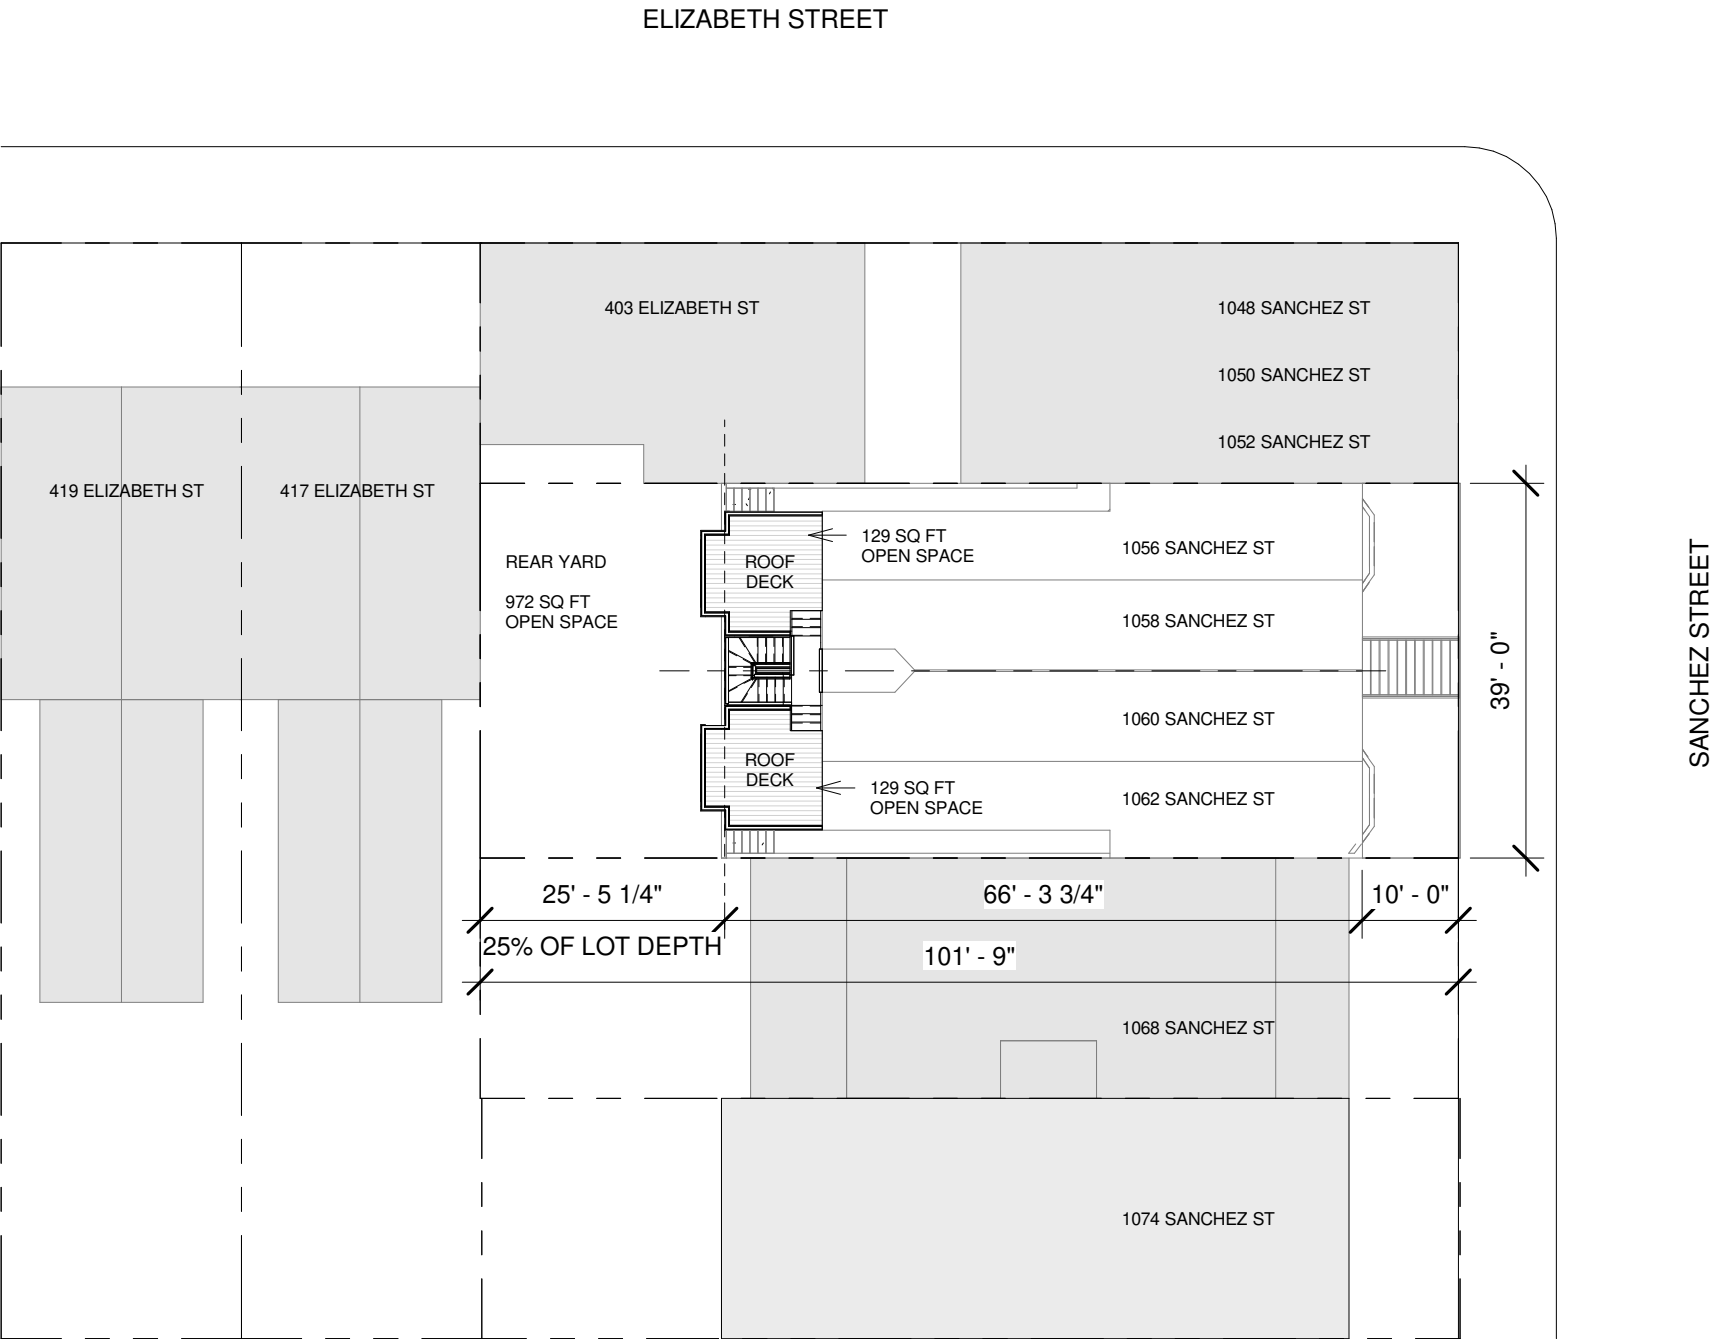 ELIZABETH STREET
403 ELIZABETH ST
1048 SANCHEZ ST
1050 SANCHEZ ST
1052 SANCHEZ ST
419 ELIZABETH ST
417 ELIZABETH ST
REAR YARD
972 SQ FT
OPEN SPACE
ROOF
DECK
129 SQ FT
OPEN SPACE
1056 SANCHEZ ST
1058 SANCHEZ ST
1060 SANCHEZ ST
1062 SANCHEZ ST
ROOF
DECK
129 SQ FT
OPEN SPACE
39' - 0"
SANCHEZ STREET
25' - 5 1/4"
66' - 3 3/4"
10' - 0"
25% OF LOT DEPTH
101' - 9"
1068 SANCHEZ ST
1074 SANCHEZ ST